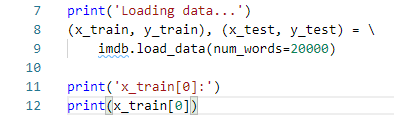 7 print('Loading data...')
8 (x_train, y_train), (x_test, y_test) = \
9 imdb.load_data(num_words=20000)
10
11 print('x_train[0]:')
12 print(x_train[0])